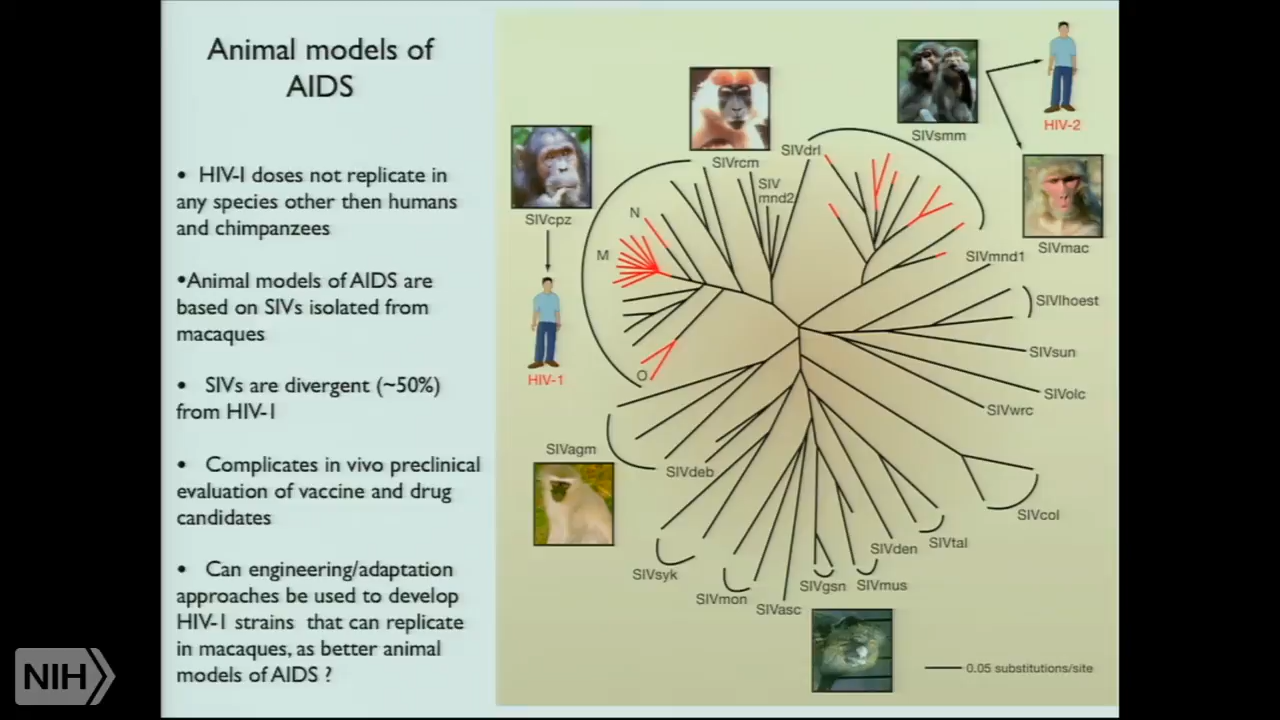 Animal models of
AIDS
• HIV-1 doses not replicate in
any species other then humans
and chimpanzees
•Animal models of AIDS are
based on SIVs isolated from
macaques
• SIVs are divergent (~50%)
from HIV-1
• Complicates in vivo preclinical
evaluation of vaccine and drug
candidates
• Can engineering/adaptation
approaches be used to develop
HIV-1 strains that can replicate
in macaques, as better animal
models of AIDS ?
SIVcpz
HIV-1
SIVrcm
SIVdrl
SIV
mnd2
SIVsmm
HIV-2
SIVmac
N
M
O
SIVmnd1
SIVlhoest
SIVsun
SIVolc
SIVwrc
SIVcol
SIVtal
SIVden
SIVmus
SIVgsn
SIVasc
SIVmon
SIVsyk
SIVdeb
SIVagm
0.05 substitutions/site
NIH